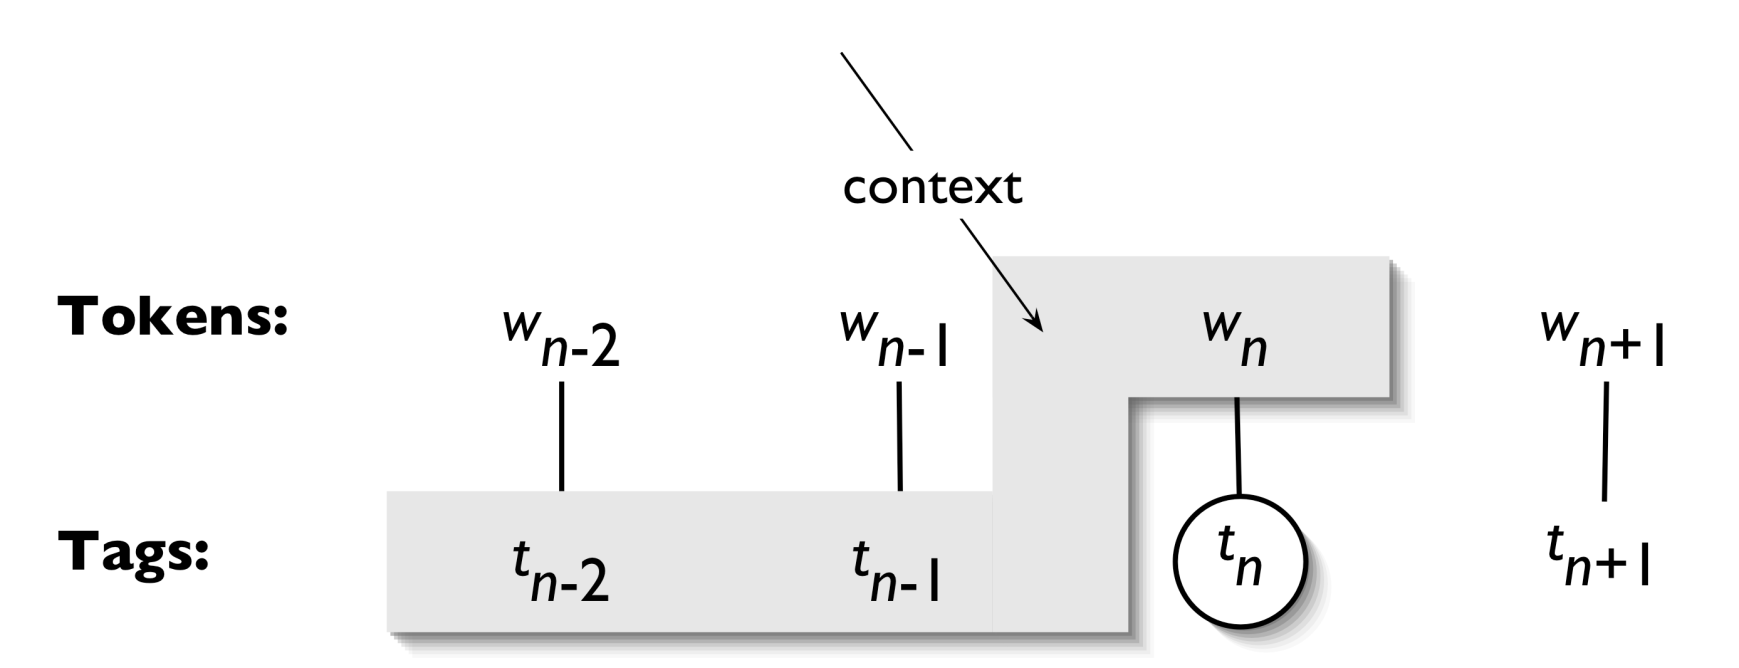 context
Tokens: wn-2 wn-1 wn wn+1
Tags: tn-2 tn-1 tn tn+1